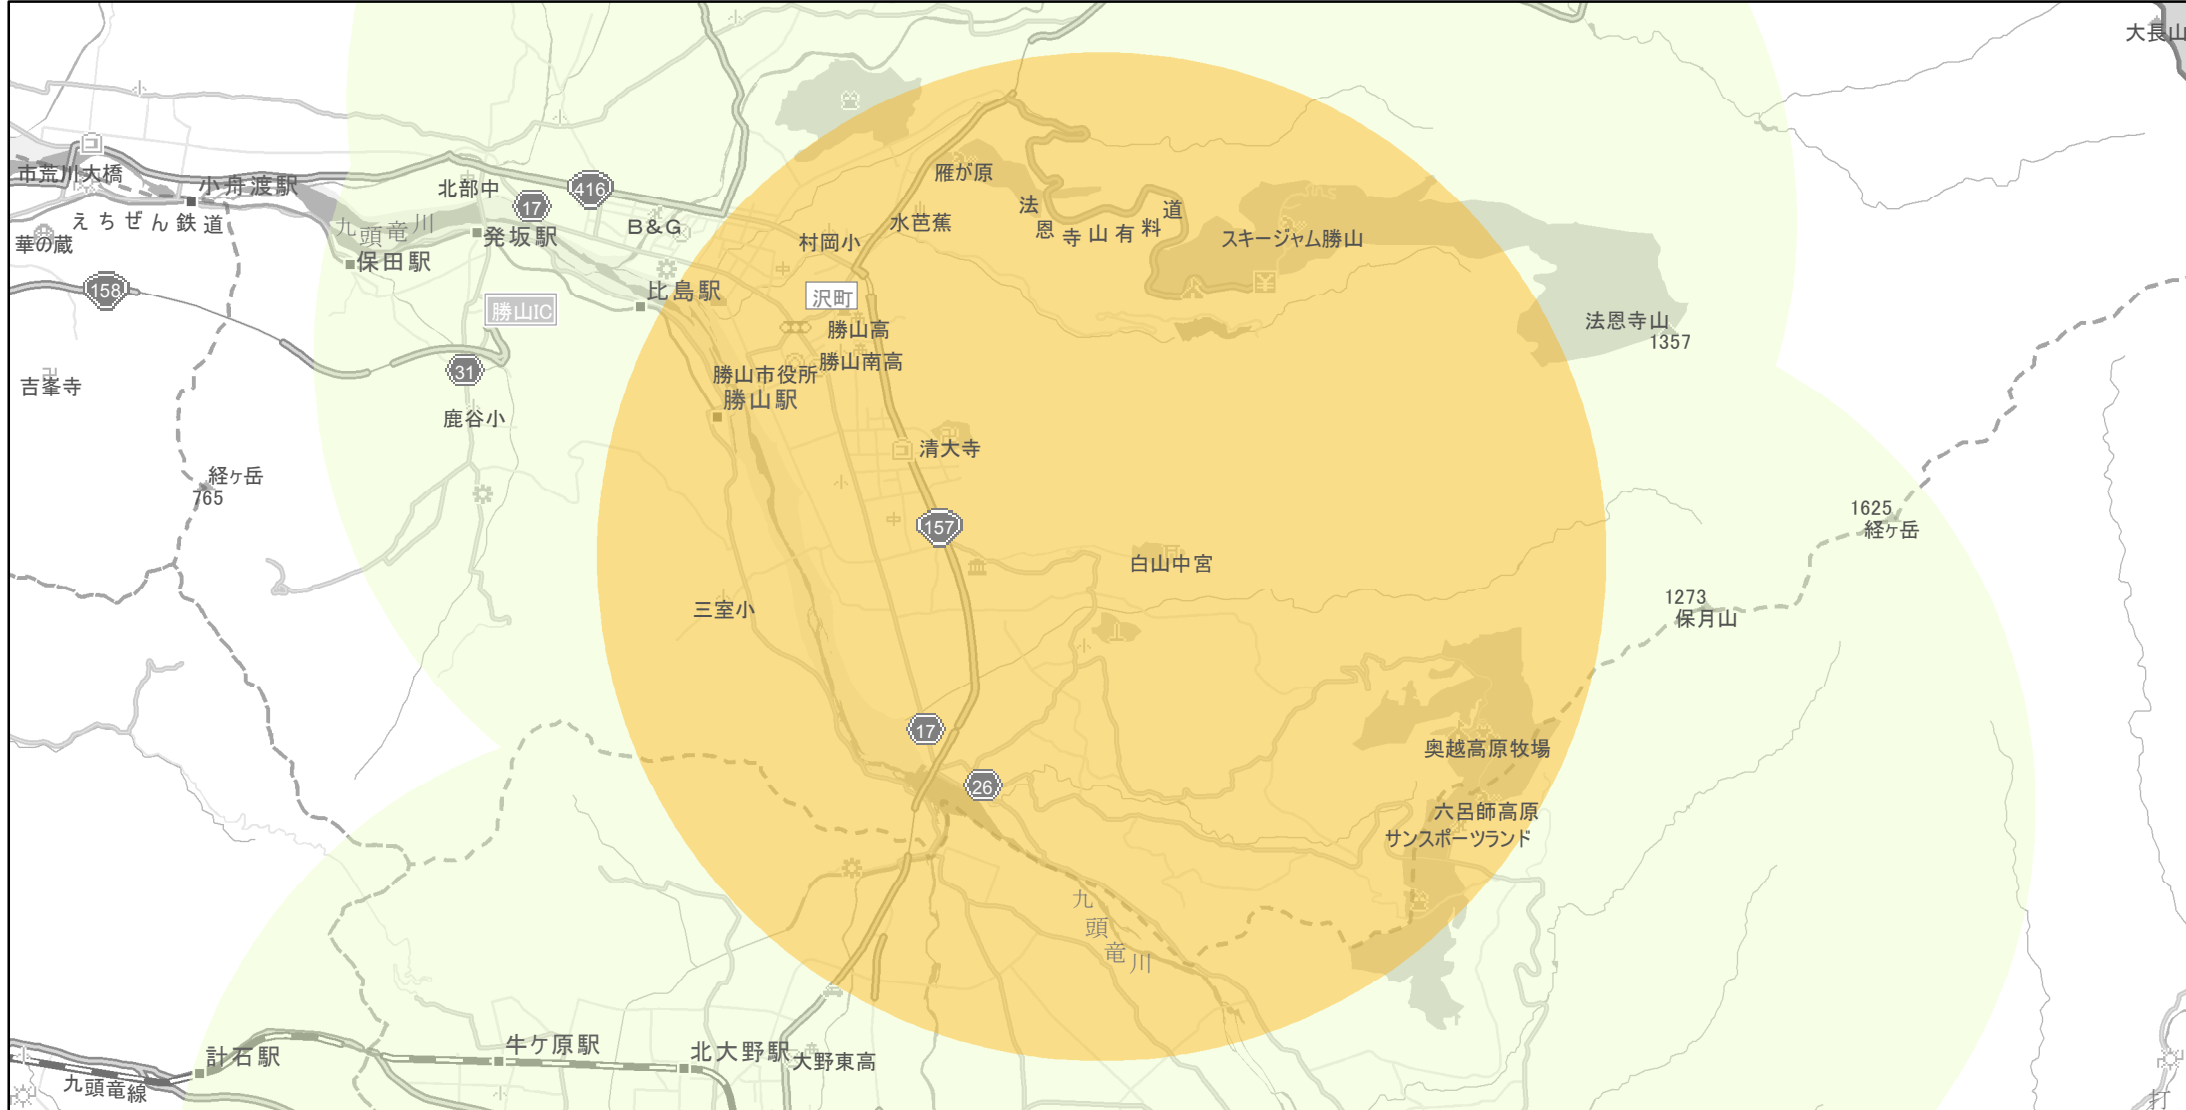 大長山
市荒川大橋
小舟渡駅
えちぜん鉄道
華の蔵
158
吉峯寺
北部中
17
416
B&G
九頭竜川
発坂駅
保田駅
比島駅
勝山IC
31
鹿谷小
経ヶ岳
765
雁が原
水芭蕉
村岡小
沢町
法恩寺山有料道
スキージャム勝山
法恩寺山
1357
勝山高
勝山南高
勝山市役所
勝山駅
清大寺
157
白山中宮
三室小
1625
経ヶ岳
1273
保月山
17
26
奥越高原牧場
六呂師高原
サンスポーツランド
九頭竜川
計石駅
九頭竜線
牛ケ原駅
北大野駅
大野東高
打